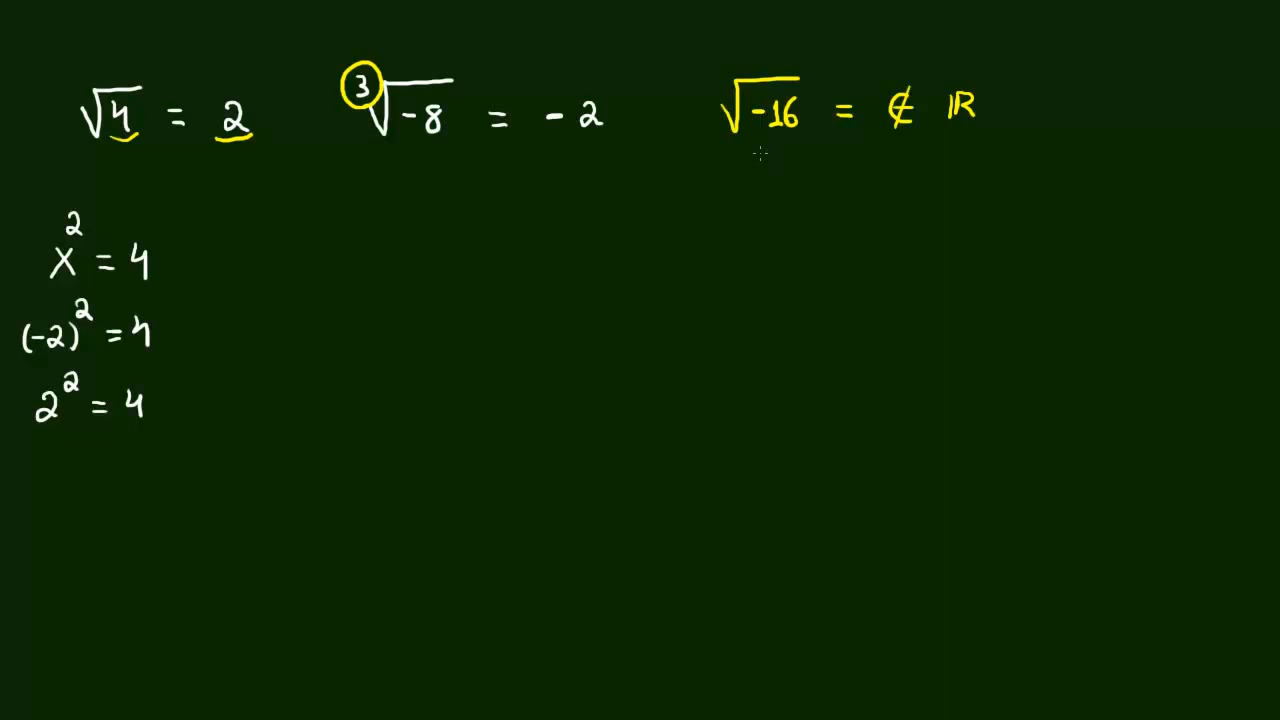 √4 = 2    ³√-8 = -2    √-16 = ∉ ℝ
x² = 4
(-2)² = 4
2² = 4